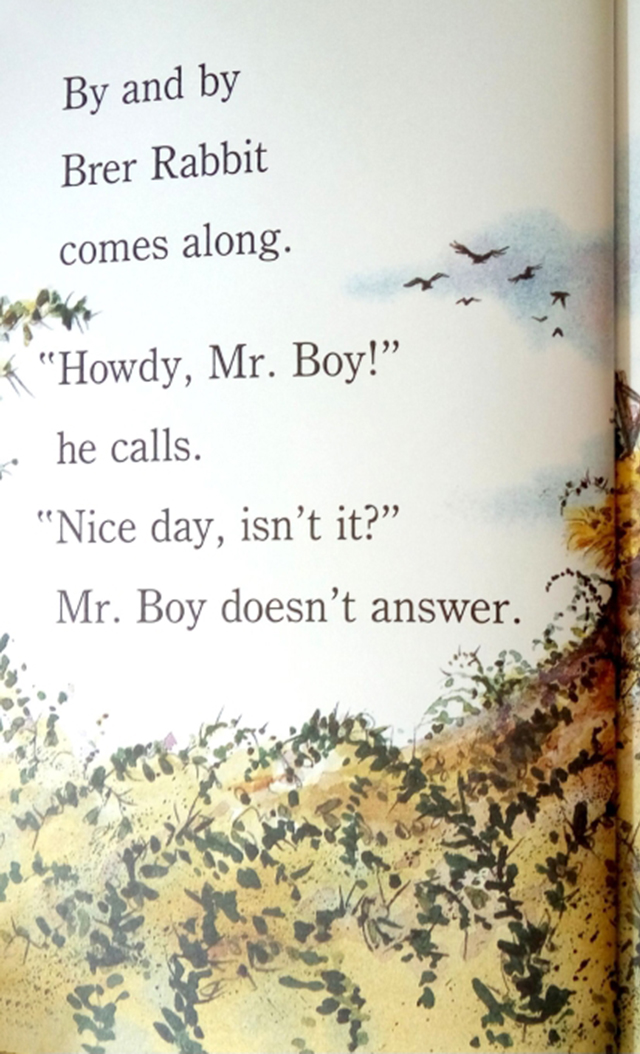 By and by
Brer Rabbit
comes along.
“Howdy, Mr. Boy!”
he calls.
“Nice day, isn’t it?”
Mr. Boy doesn’t answer.